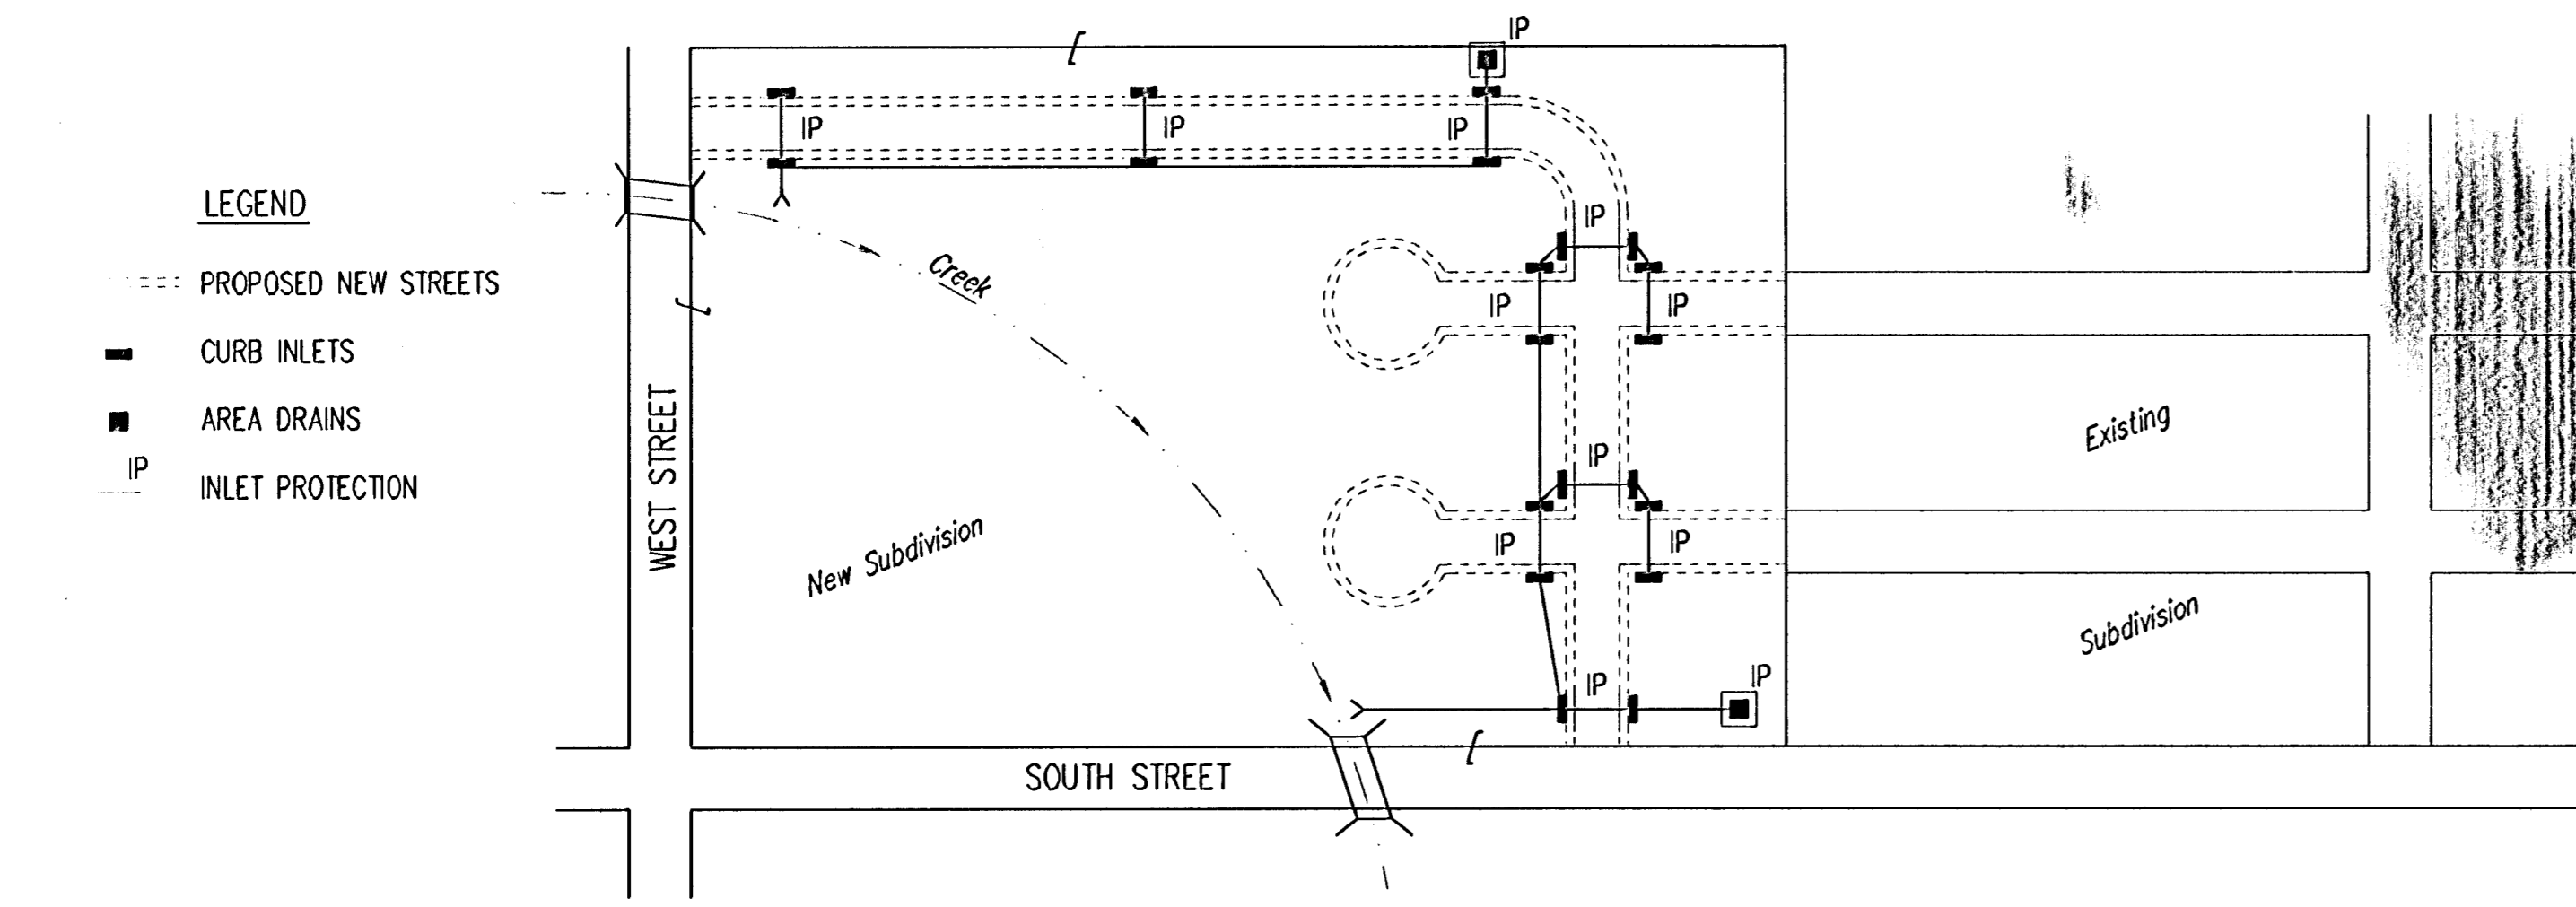 IP
IP
IP
IP
LEGEND
PROPOSED NEW STREETS
CURB INLETS
AREA DRAINS
IP
INLET PROTECTION
WEST STREET
Creek
New Subdivision
IP
IP
IP
IP
IP
IP
IP
IP
Existing
Subdivision
SOUTH STREET